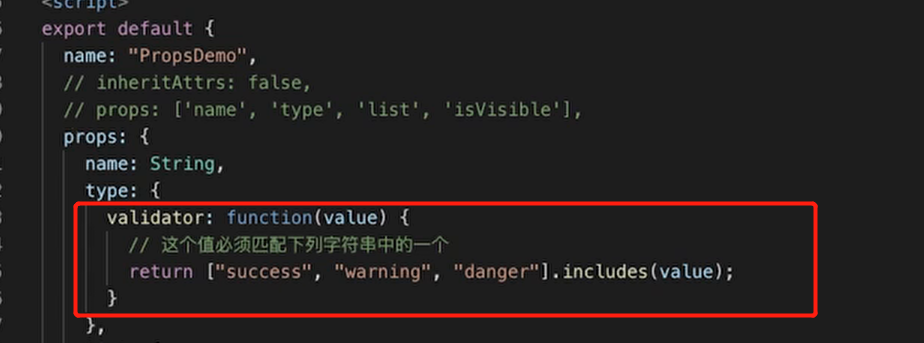 <script>
export default {
name: "PropsDemo",
// inheritAttrs: false,
// props: ['name', 'type', 'list', 'isVisible'],
props: {
name: String,
type: {
validator: function(value) {
// 这个值必须匹配下列字符串中的一个
return ["success", "warning", "danger"].includes(value);
}
},